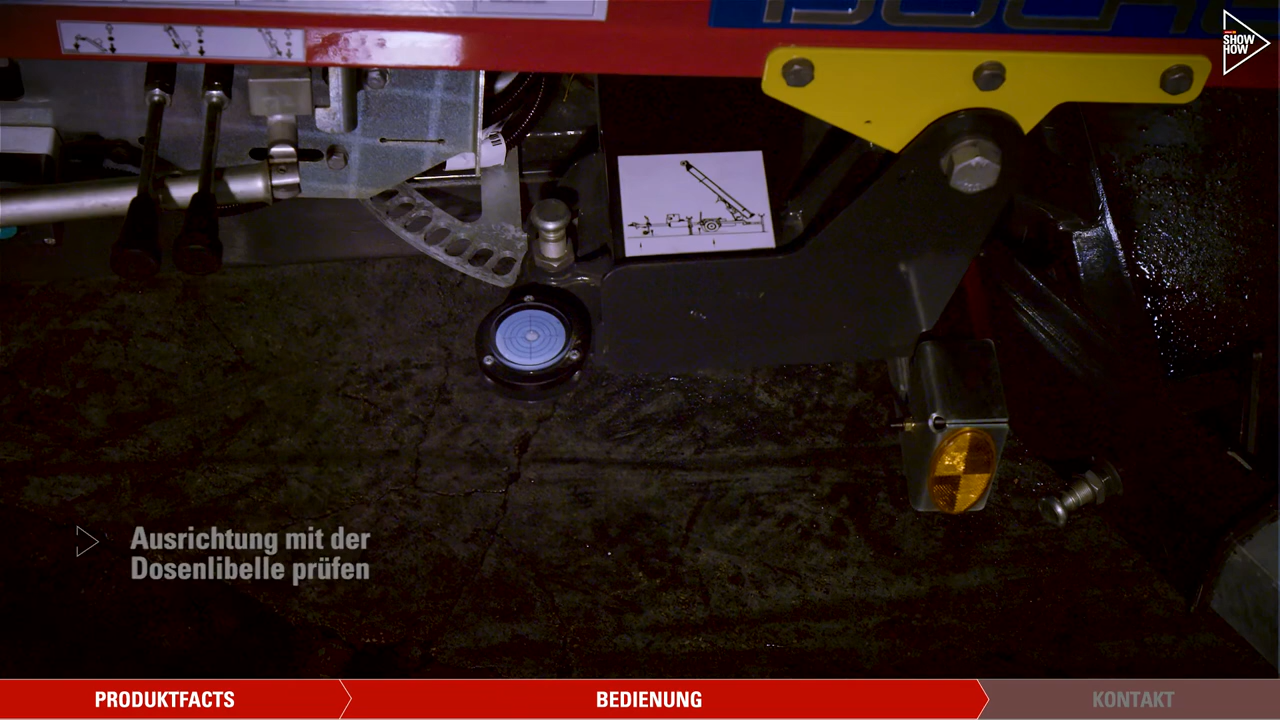 SHOW
HOW
Ausrichtung mit der
Dosenlibelle prüfen
PRODUKTFACTS
BEDIENUNG
KONTAKT